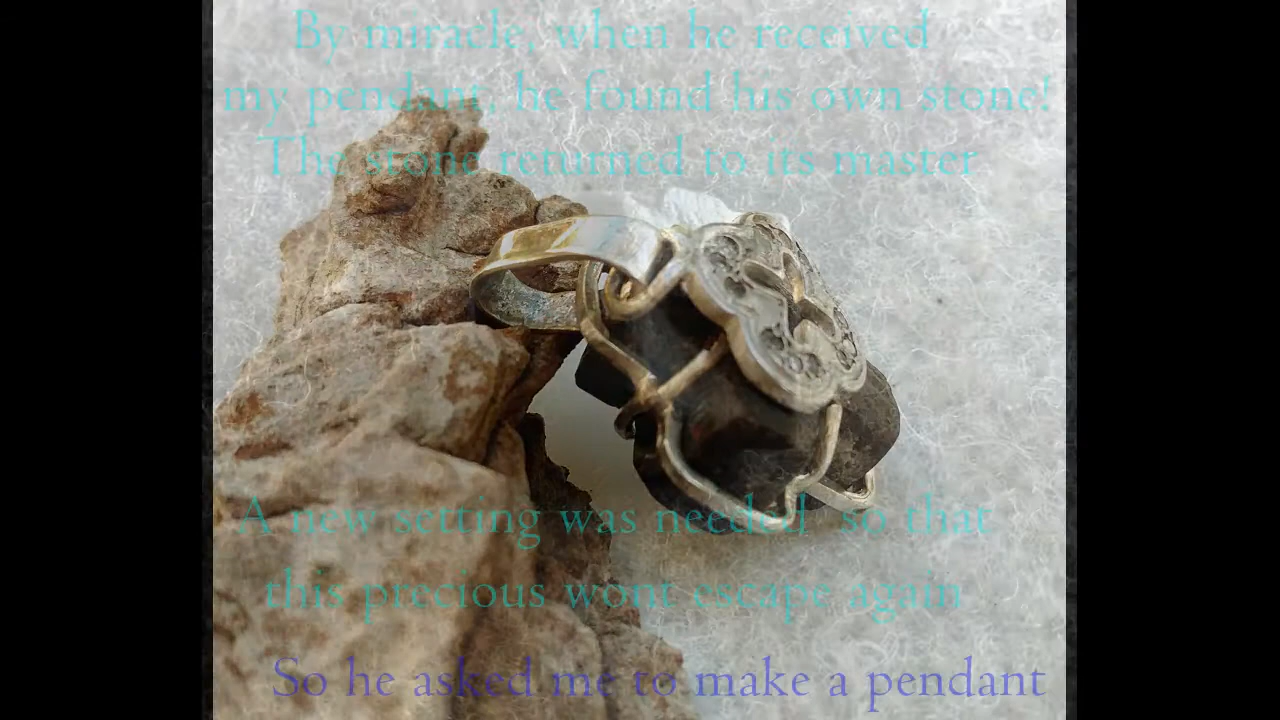 By miracle, when he received
my pendant, he found his own stone!
The stone returned to its master
A new setting was needed so that
this precious wont escape again
So he asked me to make a pendant